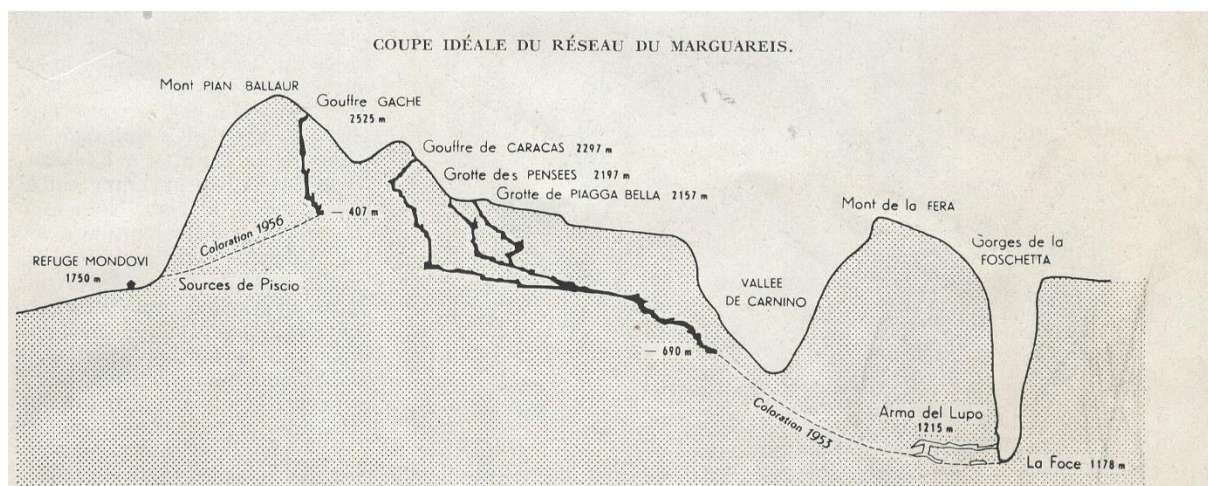 COUPE IDÉALE DU RÉSEAU DU MARGUAREIS.
Mont PIAN BALLAUR
Gouffre GACHE
2525 m
Gouffre de CARACAS 2297 m
Grotte des PENSEES 2197 m
Grotte de PIAGGA BELLA 2157 m
Mont de la FERA
— 407 m
Coloration 1956
Gorges de la
FOSCHETTA
REFUGE MONDOVI
1750 m
Sources de Piscio
VALLEE
DE CARNINO
— 690 m
Coloration 1953
Arma del Lupo
1215 m
La Foce 1178 m